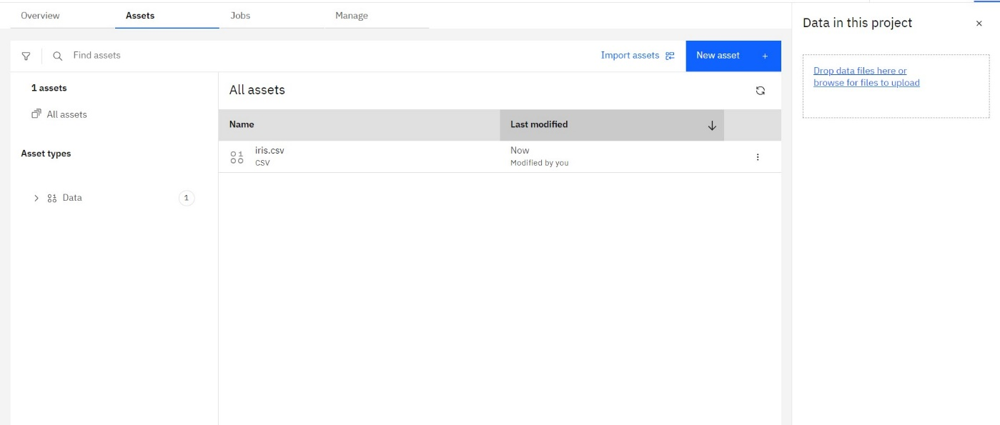 Overview
Assets
Jobs
Manage
Data in this project
Find assets
Import assets
New asset +
Drop data files here or
browse for files to upload
1 assets
All assets
All assets
Name
Last modified
Asset types
iris.csv
CSV
Now
Modified by you
Data
1